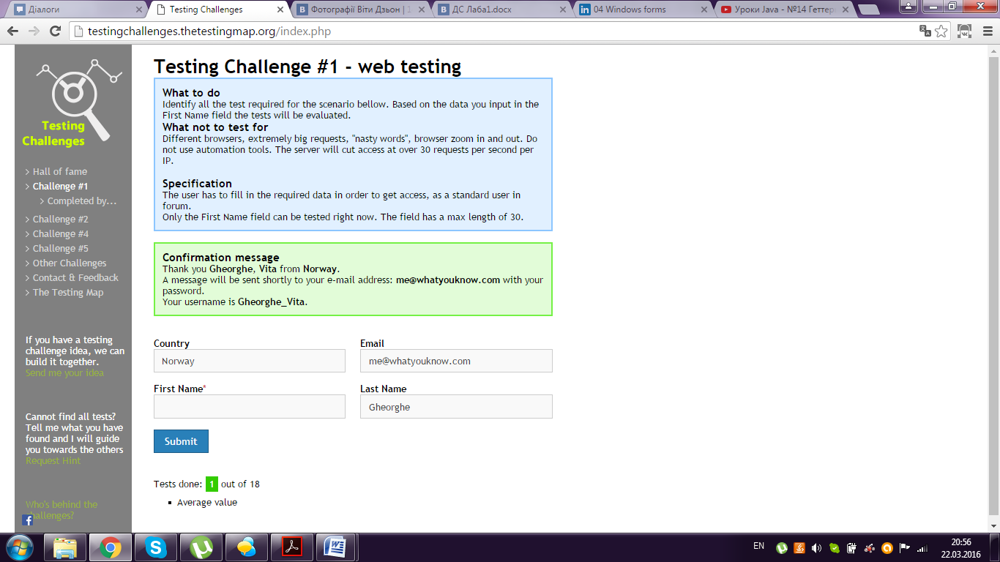 Діалоги
Testing Challenges
Фотографії Віти Дзьон | 1
ДС Лаба1.docx
04 Windows forms
Уроки Java - №14 Геттер
testingchallenges.thetestingmap.org/index.php
Testing
Challenges
Hall of fame
Challenge #1
Completed by...
Challenge #2
Challenge #4
Challenge #5
Other Challenges
Contact & Feedback
The Testing Map
If you have a testing
challenge idea, we can
build it together.
Send me your idea
Cannot find all tests?
Tell me what you have
found and I will guide
you towards the others
Request Hint
Who's behind the
challenges?
Testing Challenge #1 - web testing
What to do
Identify all the test required for the scenario bellow. Based on the data you input in the
First Name field the tests will be evaluated.
What not to test for
Different browsers, extremely big requests, "nasty words", browser zoom in and out. Do
not use automation tools. The server will cut access at over 30 requests per second per
IP.
Specification
The user has to fill in the required data in order to get access, as a standard user in
forum.
Only the First Name field can be tested right now. The field has a max length of 30.
Confirmation message
Thank you Gheorghe, Vita from Norway.
A message will be sent shortly to your e-mail address: me@whatyouknow.com with your
password.
Your username is Gheorghe_Vita.
Country
Email
Norway
me@whatyouknow.com
First Name*
Last Name
Gheorghe
Submit
Tests done: 1 out of 18
Average value
EN
20:56
22.03.2016